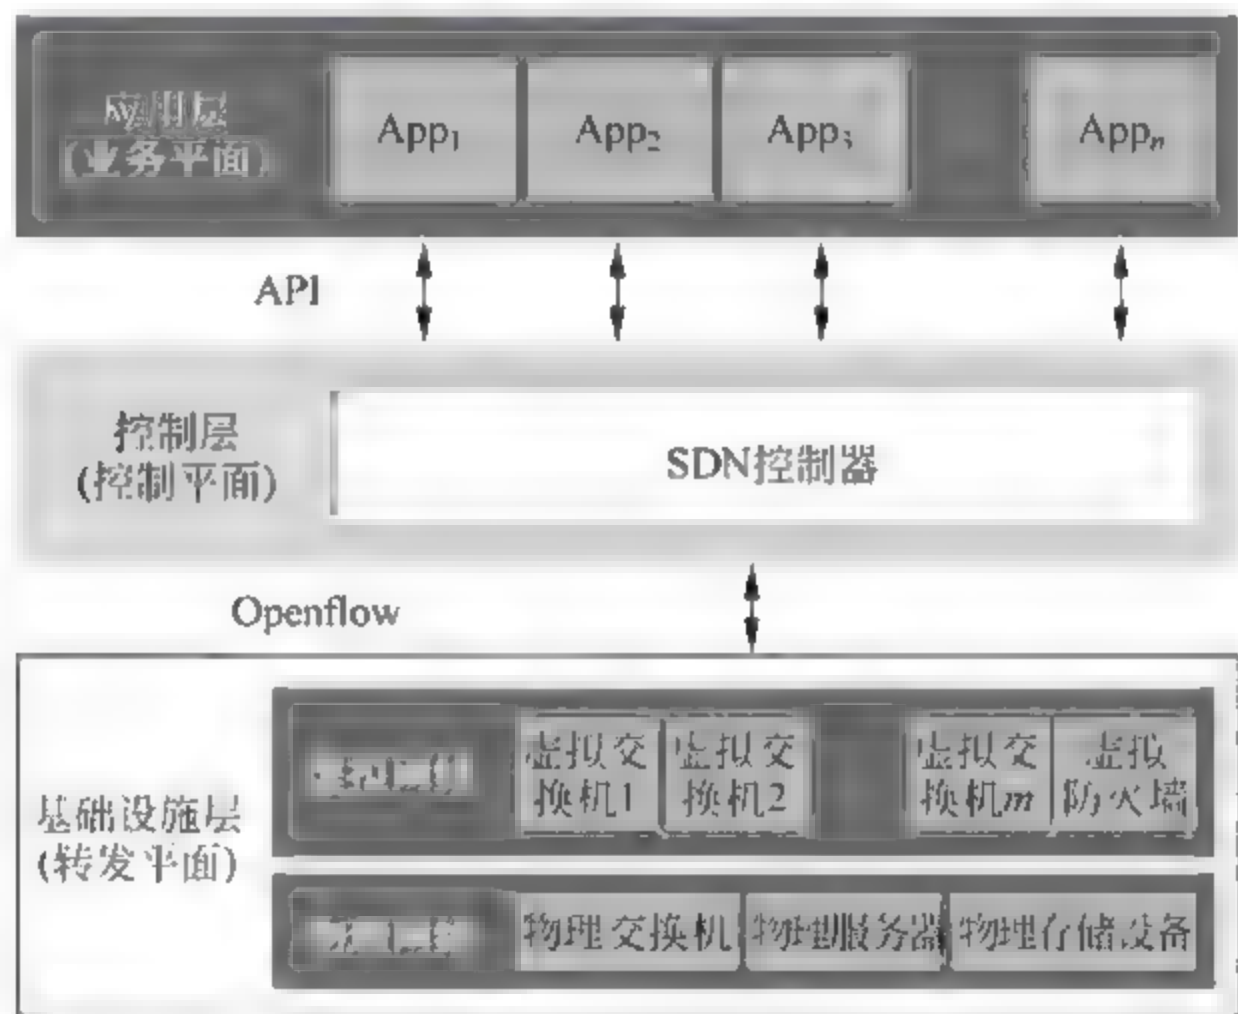 应用层
(业务平面)
App₁
App₂
App₃
Appₙ
API
控制层
(控制平面)
SDN控制器
Openflow
基础设施层
(转发平面)
虚拟交
换机1
虚拟交
换机2
虚拟交
换机m
虚拟
防火墙
物理交换机
物理服务器
物理存储设备